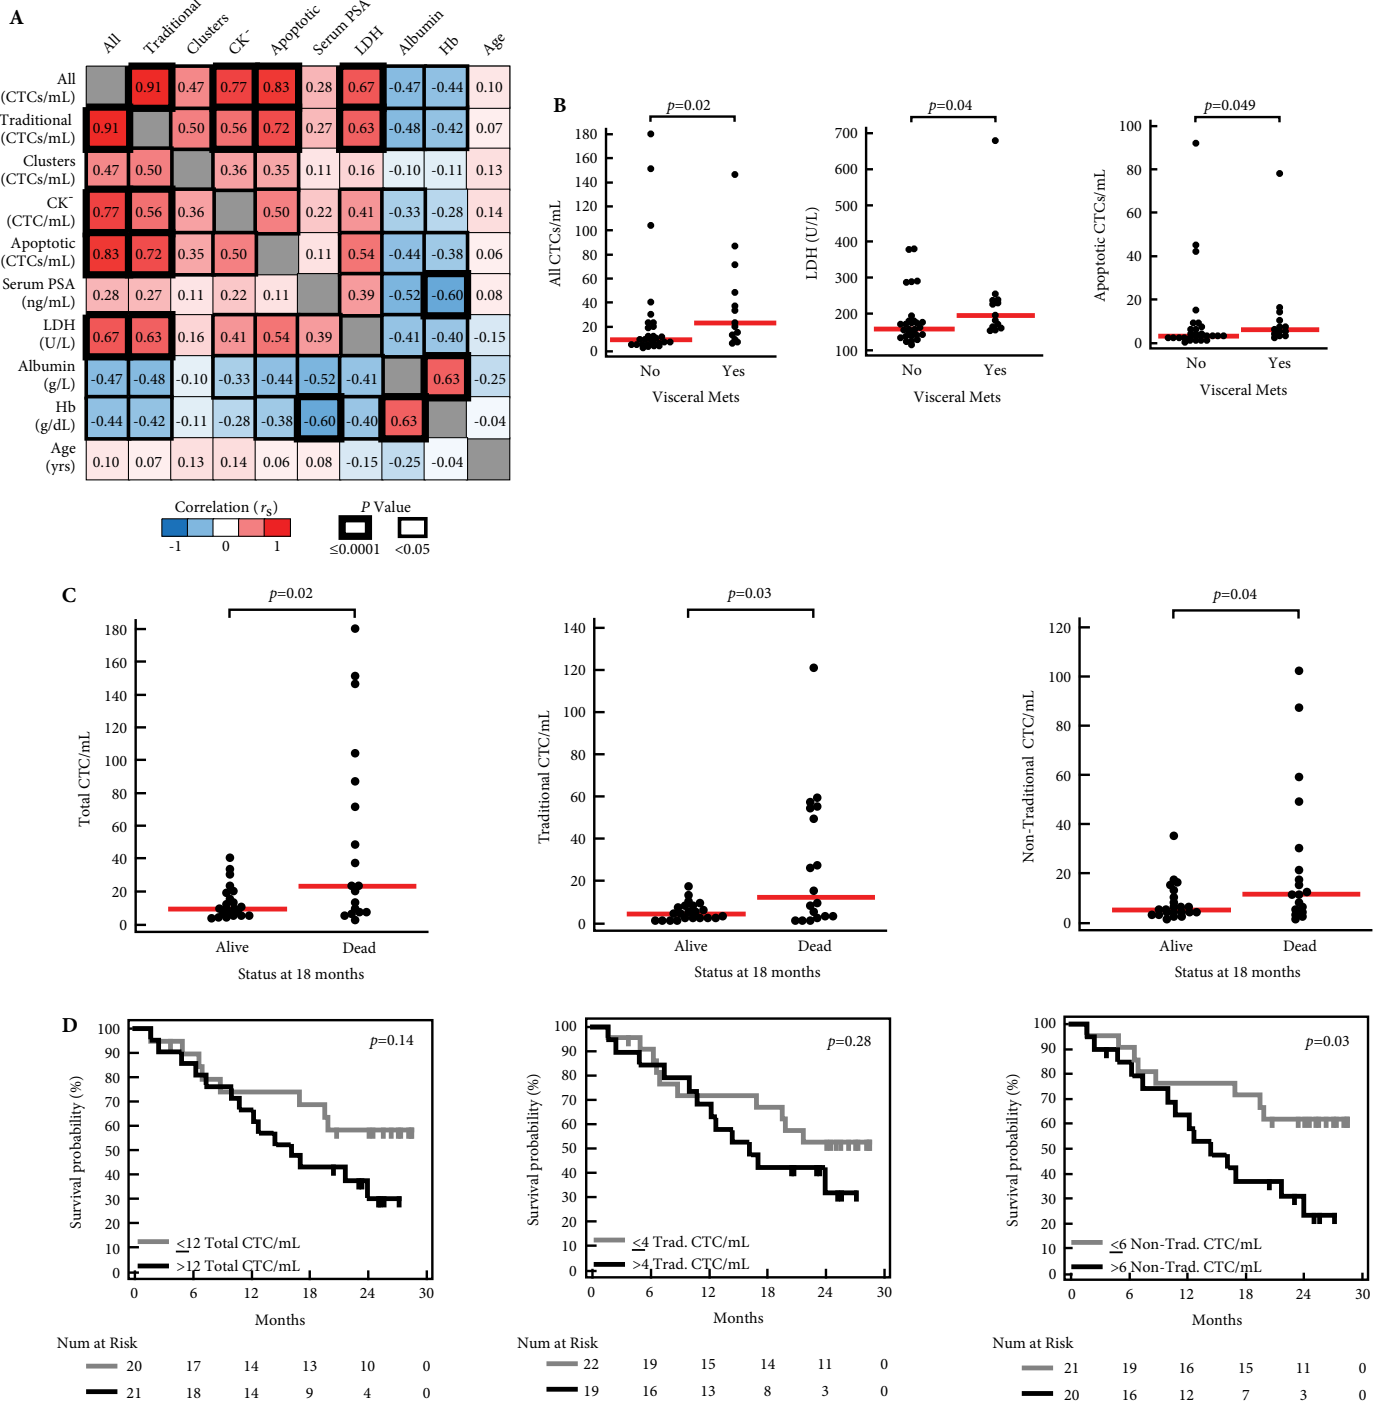 A
All Traditional Clusters CK⁻ Apoptotic Serum PSA LDH Albumin Hb Age
All (CTCs/mL) 0.91 0.47 0.77 0.83 0.28 0.67 -0.47 -0.44 0.10
Traditional (CTCs/mL) 0.91 0.50 0.56 0.72 0.27 0.63 -0.48 -0.42 0.07
Clusters (CTCs/mL) 0.47 0.50 0.36 0.35 0.11 0.16 -0.10 -0.11 0.13
CK⁻ (CTC/mL) 0.77 0.56 0.36 0.50 0.22 0.41 -0.33 -0.28 0.14
Apoptotic (CTCs/mL) 0.83 0.72 0.35 0.50 0.11 0.54 -0.44 -0.38 0.06
Serum PSA (ng/mL) 0.28 0.27 0.11 0.22 0.11 0.39 -0.52 -0.60 0.08
LDH (U/L) 0.67 0.63 0.16 0.41 0.54 0.39 -0.41 -0.40 -0.15
Albumin (g/L) -0.47 -0.48 -0.10 -0.33 -0.44 -0.52 -0.41 0.63 -0.25
Hb (g/dL) -0.44 -0.42 -0.11 -0.28 -0.38 -0.60 -0.40 0.63 -0.04
Age (yrs) 0.10 0.07 0.13 0.14 0.06 0.08 -0.15 -0.25 -0.04
Correlation (rs)
-1 0 1
P Value
≤0.0001 <0.05
B
p=0.02
All CTCs/mL
180
160
140
120
100
80
60
40
20
0
No Yes
Visceral Mets
p=0.04
LDH (U/L)
700
600
500
400
300
200
100
No Yes
Visceral Mets
p=0.049
Apoptotic CTCs/mL
100
80
60
40
20
0
No Yes
Visceral Mets
C
p=0.02
Total CTC/mL
180
160
140
120
100
80
60
40
20
0
Alive Dead
Status at 18 months
p=0.03
Traditional CTC/mL
140
120
100
80
60
40
20
0
Alive Dead
Status at 18 months
p=0.04
Non-Traditional CTC/mL
120
100
80
60
40
20
0
Alive Dead
Status at 18 months
D
p=0.14
Survival probability (%)
100
90
80
70
60
50
40
30
20
10
0
≤12 Total CTC/mL
>12 Total CTC/mL
0 6 12 18 24 30
Months
Num at Risk
20 17 14 13 10 0
21 18 14 9 4 0
p=0.28
Survival probability (%)
100
90
80
70
60
50
40
30
20
10
0
≤4 Trad. CTC/mL
>4 Trad. CTC/mL
0 6 12 18 24 30
Months
Num at Risk
22 19 15 14 11 0
19 16 13 8 3 0
p=0.03
Survival probability (%)
100
90
80
70
60
50
40
30
20
10
0
≤6 Non-Trad. CTC/mL
>6 Non-Trad. CTC/mL
0 6 12 18 24 30
Months
Num at Risk
21 19 16 15 11 0
20 16 12 7 3 0